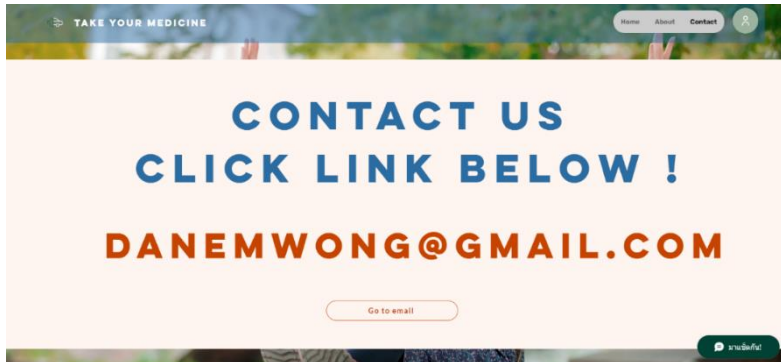 TAKE YOUR MEDICINE
Home About Contact
CONTACT US
CLICK LINK BELOW !
DANEMWONG@GMAIL.COM
Go to email
มาแช็ตกัน!